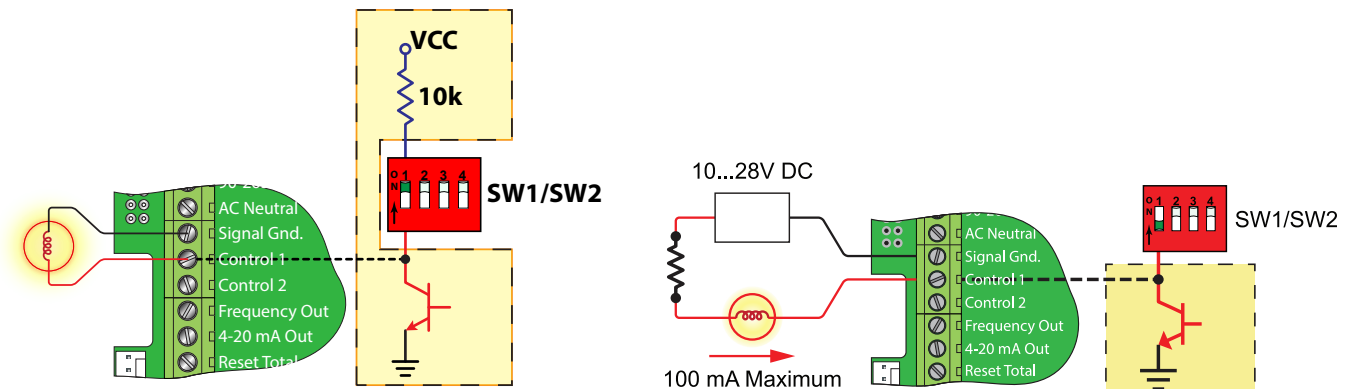 VCC
10k
O
N
1 2 3 4
SW1/SW2
AC Neutral
Signal Gnd.
Control 1
Control 2
Frequency Out
4-20 mA Out
Reset Total
10...28V DC
100 mA Maximum
AC Neutral
Signal Gnd.
Control 1
Control 2
Frequency Out
4-20 mA Out
Reset Total
O
N
1 2 3 4
SW1/SW2